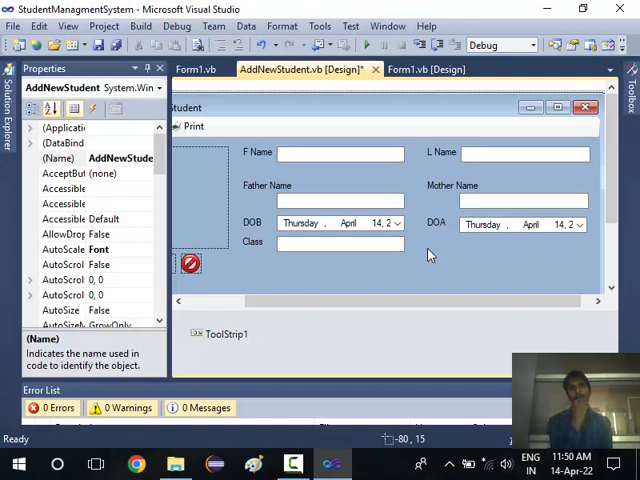 StudentManagmentSystem - Microsoft Visual Studio
File Edit View Project Build Debug Team Data Format Tools Test Window Help
Debug
Properties
Form1.vb AddNewStudent.vb [Design]* Form1.vb [Design]
Solution Explorer
Toolbox
AddNewStudent System.Win
Student
Print
(Applicati
(DataBind
(Name) AddNewStude
AcceptBut (none)
Accessible
Accessible
Accessible Default
AllowDrop False
AutoScale Font
AutoScrol False
AutoScrol 0, 0
AutoScrol 0, 0
AutoSize False
AutoSizeM GrowOnly
F Name
L Name
Father Name
Mother Name
DOB Thursday , April 14, 2
DOA Thursday , April 14, 2
Class
(Name)
Indicates the name used in
code to identify the object.
ToolStrip1
Error List
0 Errors 0 Warnings 0 Messages
Ready
-80 , 15
ENG
IN
11:50 AM
14-Apr-22